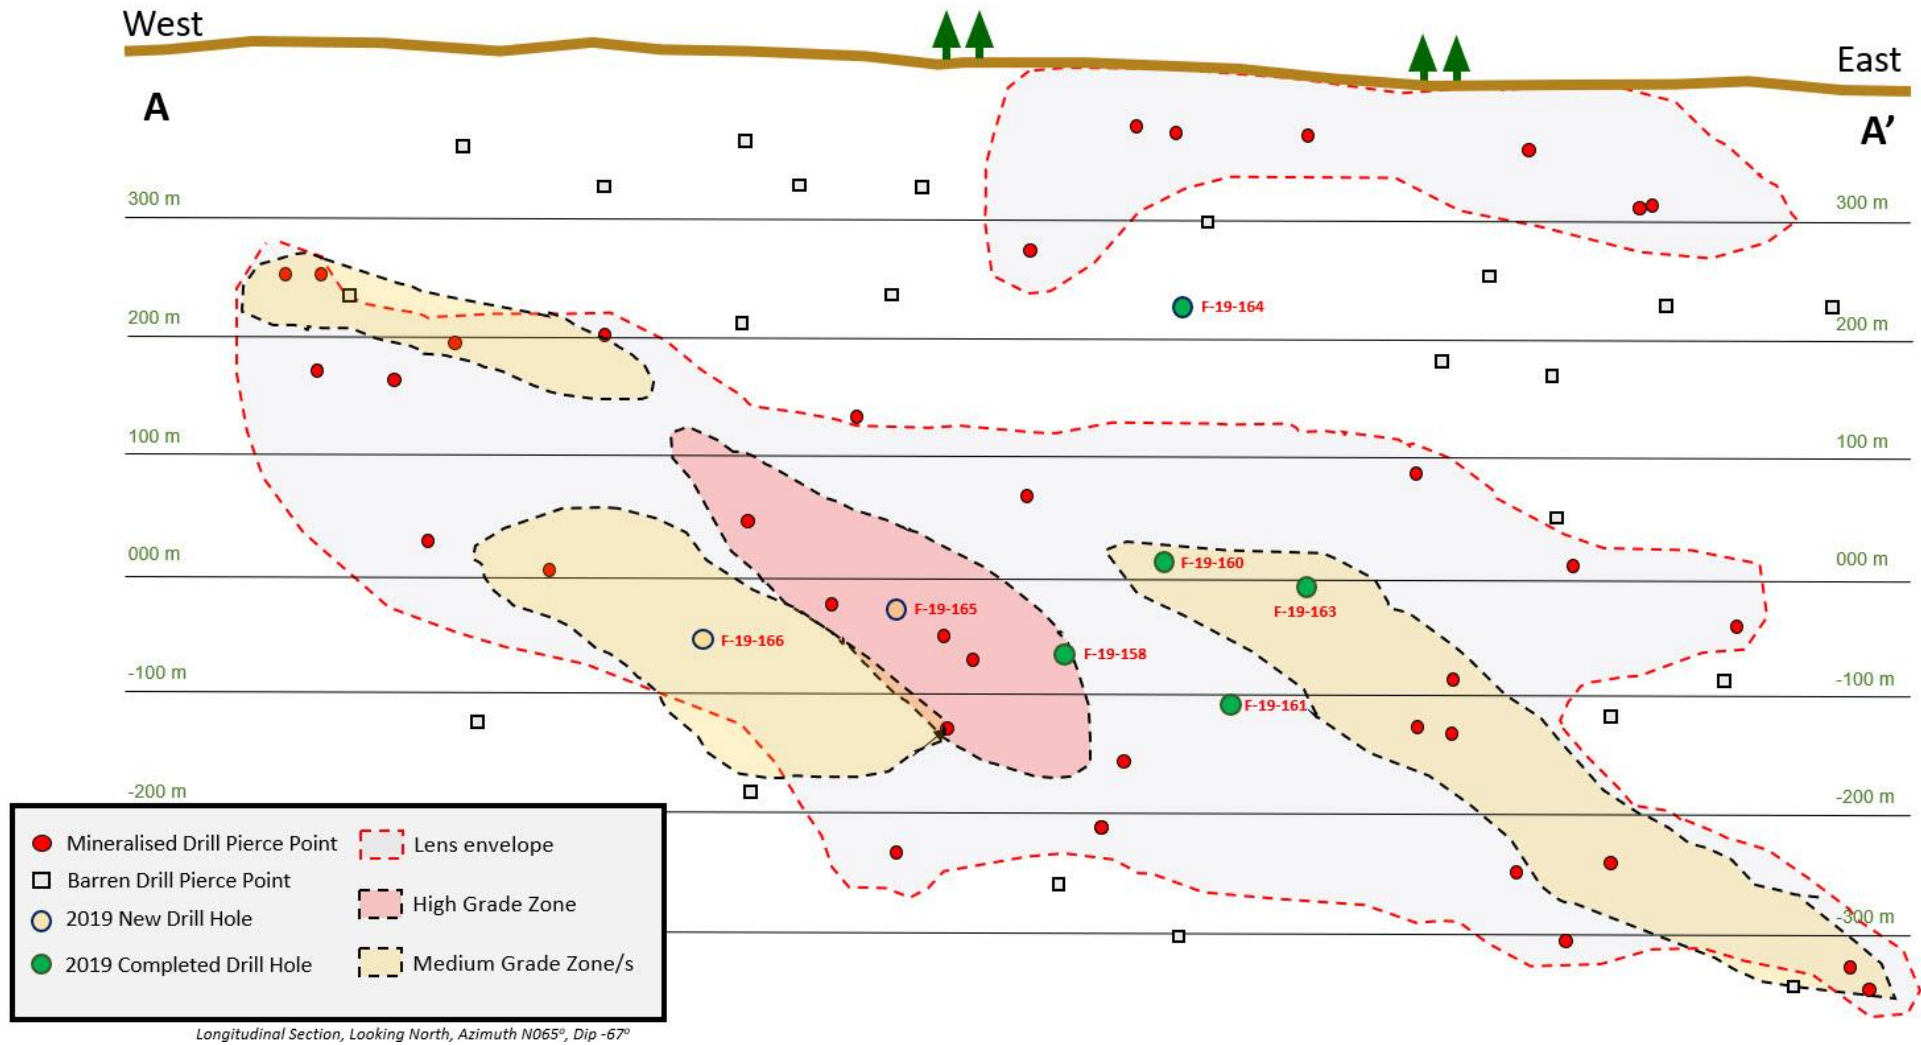 West
East
A
A’
300 m
300 m
F-19-164
200 m
200 m
100 m
100 m
000 m
000 m
F-19-160
F-19-163
F-19-165
F-19-166
F-19-158
-100 m
-100 m
F-19-161
-200 m
-200 m
Mineralised Drill Pierce Point
Lens envelope
Barren Drill Pierce Point
High Grade Zone
2019 New Drill Hole
-300 m
2019 Completed Drill Hole
Medium Grade Zone/s
Longitudinal Section, Looking North, Azimuth N065º, Dip -67º